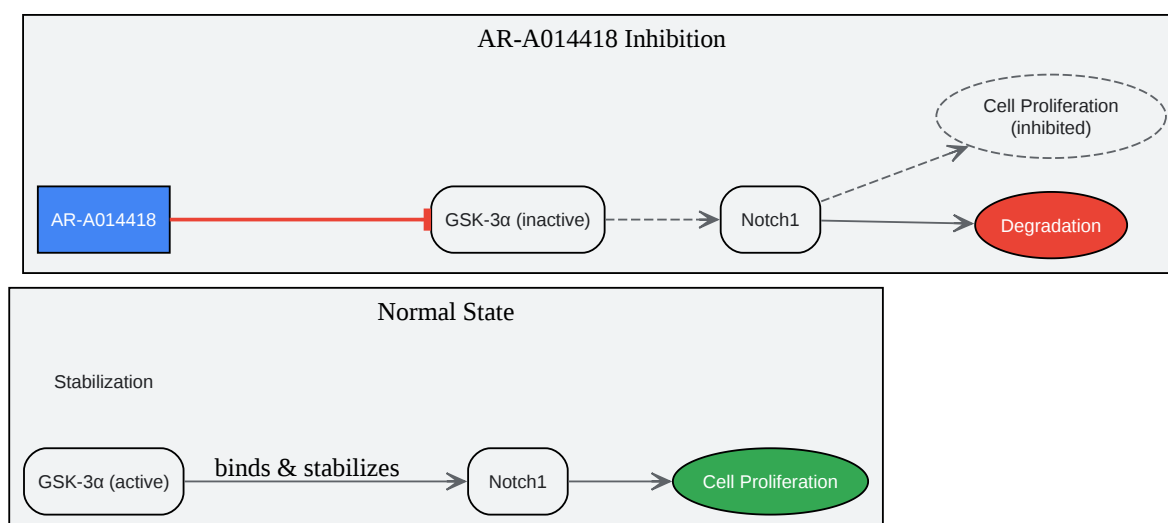 AR-A014418 Inhibition
Cell Proliferation
(inhibited)
AR-A014418
GSK-3α (inactive)
Notch1
Degradation
Normal State
Stabilization
GSK-3α (active)
binds & stabilizes
Notch1
Cell Proliferation